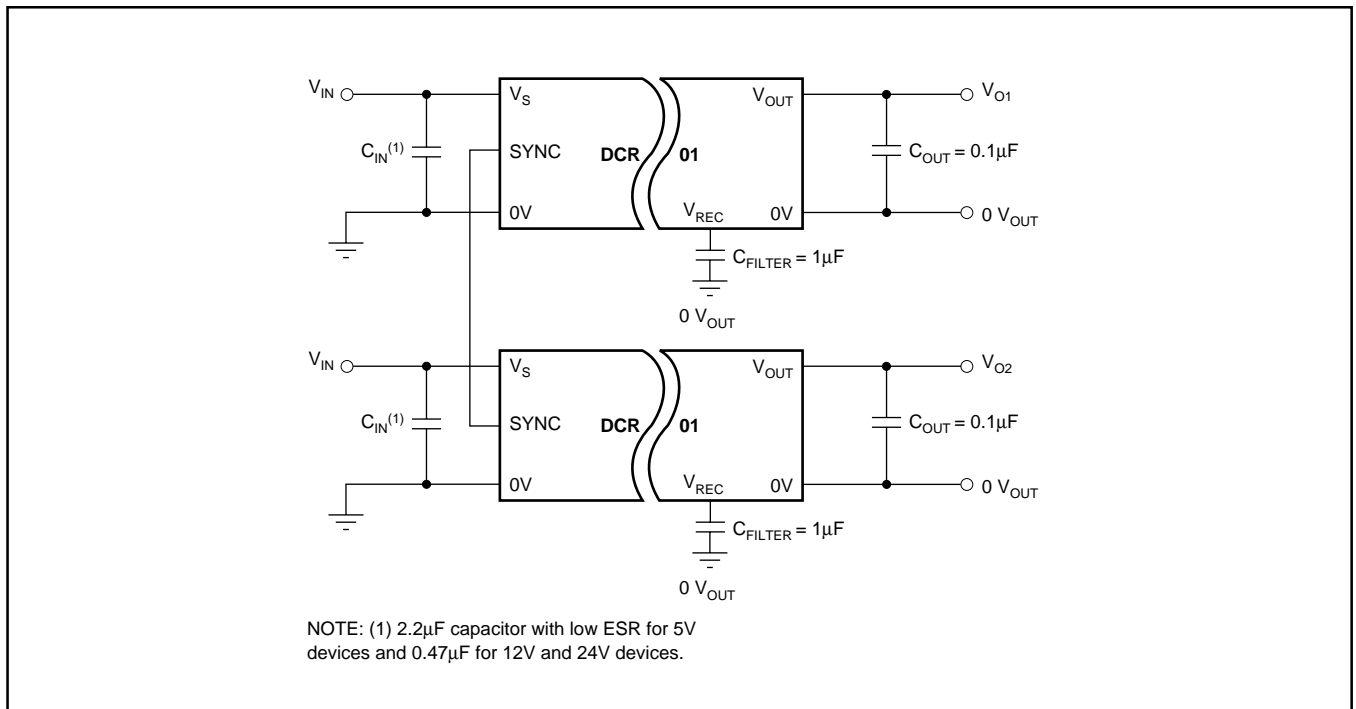 V_IN V_S V_OUT V_O1
C_IN(1) SYNC DCR 01 C_OUT = 0.1μF
0V V_REC 0V 0 V_OUT
C_FILTER = 1μF
0 V_OUT
V_IN V_S V_OUT V_O2
C_IN(1) SYNC DCR 01 C_OUT = 0.1μF
0V V_REC 0V 0 V_OUT
C_FILTER = 1μF
0 V_OUT
NOTE: (1) 2.2μF capacitor with low ESR for 5V
devices and 0.47μF for 12V and 24V devices.